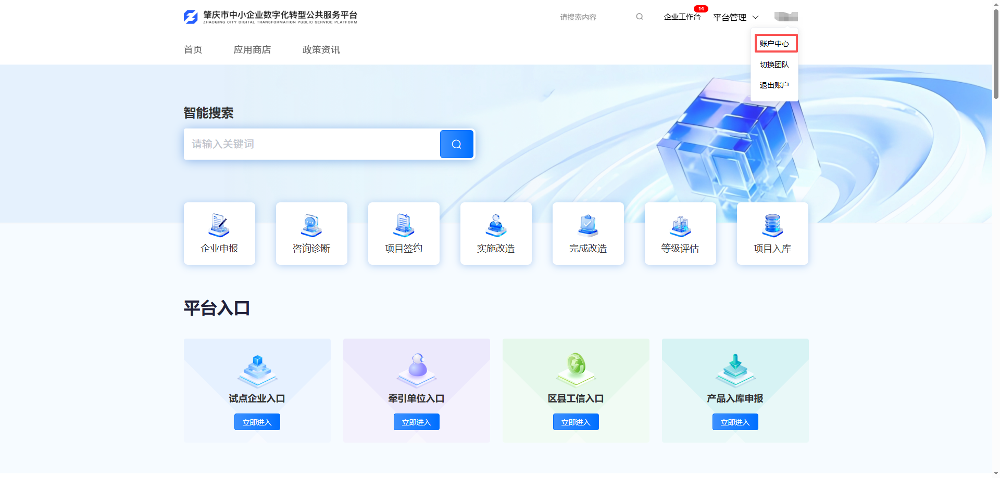 肇庆市中小企业数字化转型公共服务平台
ZHAOQING CITY DIGITAL TRANSFORMATION PUBLIC SERVICE PLATFORM
请搜索内容
企业工作台
14
平台管理
账户中心
切换团队
退出账户
首页
应用商店
政策资讯
智能搜索
请输入关键词
企业申报
咨询诊断
项目签约
实施改造
完成改造
等级评估
项目入库
平台入口
试点企业入口
立即进入
牵引单位入口
立即进入
区县工信入口
立即进入
产品入库申报
立即进入